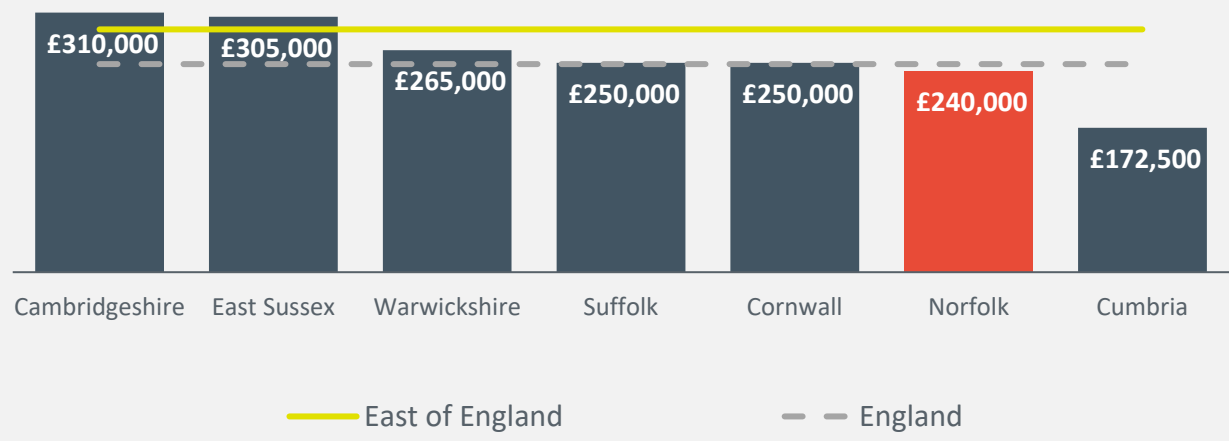 £310,000 £305,000 £265,000 £250,000 £250,000 £240,000 £172,500
Cambridgeshire East Sussex Warwickshire Suffolk Cornwall Norfolk Cumbria
East of England England